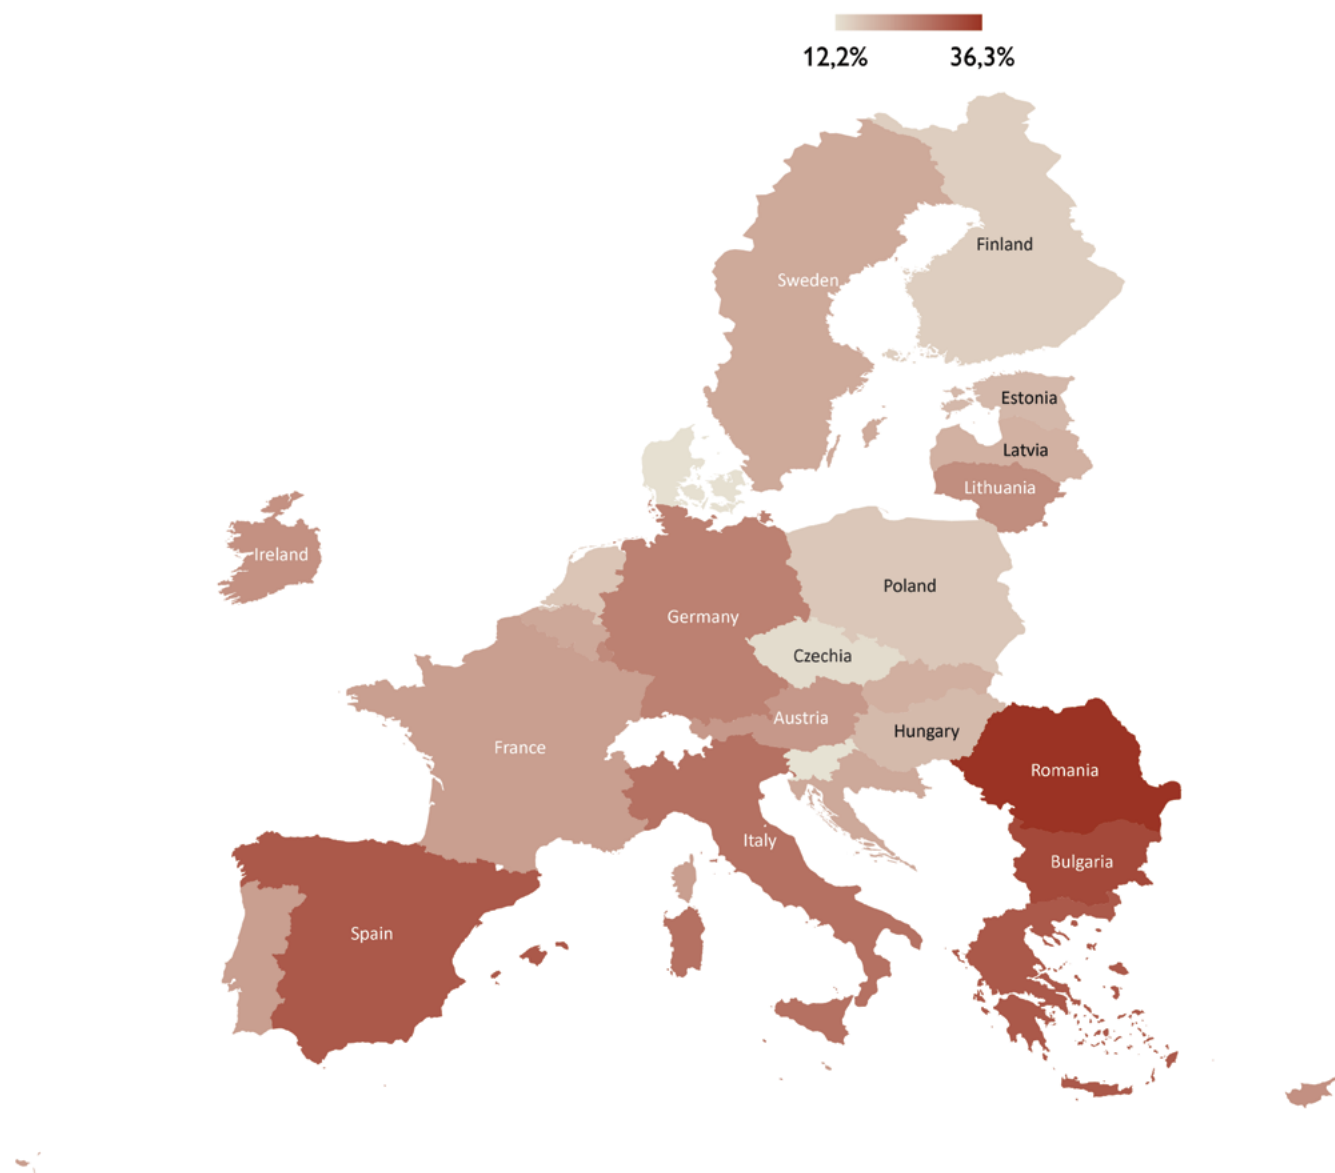 12,2% 36,3%
Finland
Sweden
Estonia
Latvia
Lithuania
Ireland
Poland
Germany
Czechia
Austria
Hungary
France
Romania
Italy
Bulgaria
Spain